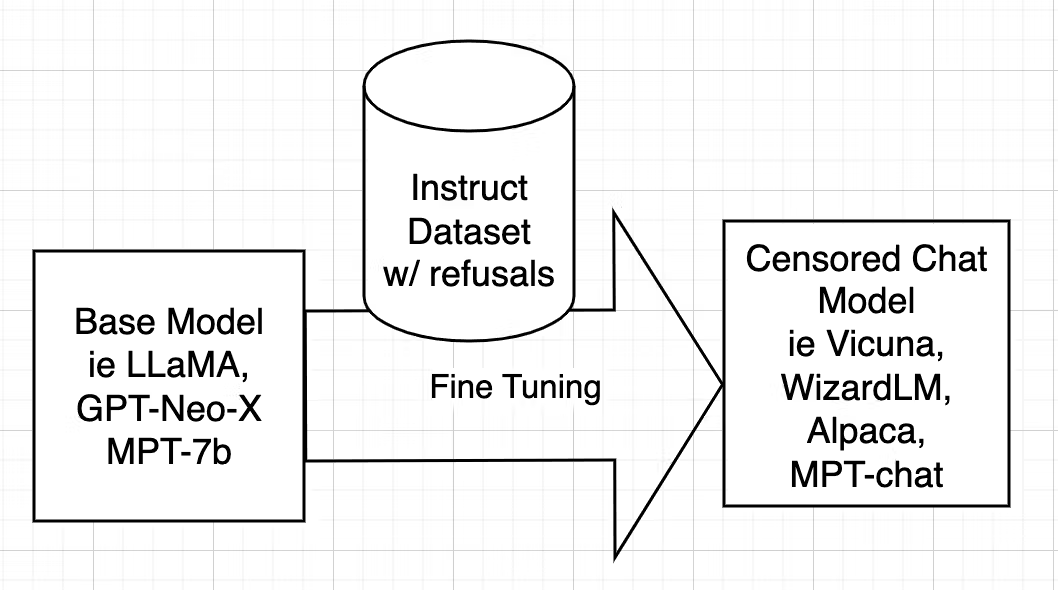 Instruct
Dataset
w/ refusals
Base Model
ie LLaMA,
GPT-Neo-X
MPT-7b
Fine Tuning
Censored Chat
Model
ie Vicuna,
WizardLM,
Alpaca,
MPT-chat